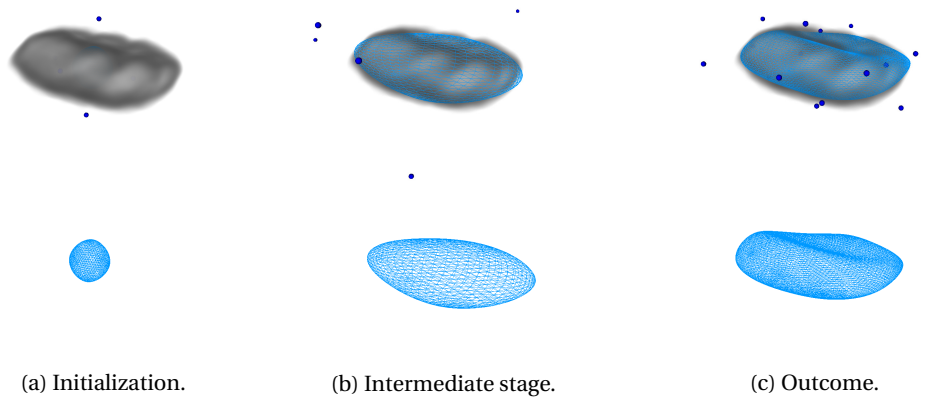 (a) Initialization.
(b) Intermediate stage.
(c) Outcome.